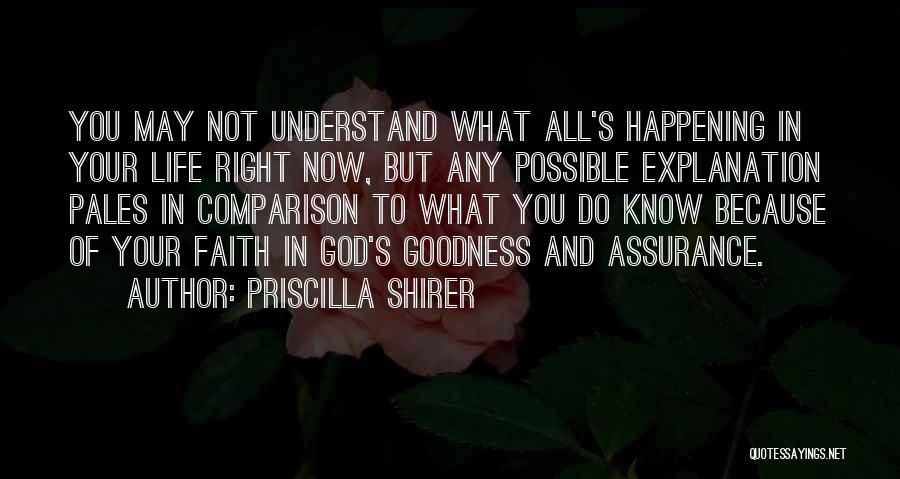 YOU MAY NOT UNDERSTAND WHAT ALL'S HAPPENING IN
YOUR LIFE RIGHT NOW, BUT ANY POSSIBLE EXPLANATION
PALES IN COMPARISON TO WHAT YOU DO KNOW BECAUSE
OF YOUR FAITH IN GOD'S GOODNESS AND ASSURANCE.
AUTHOR: PRISCILLA SHIRER
QUOTESSAYINGS.NET